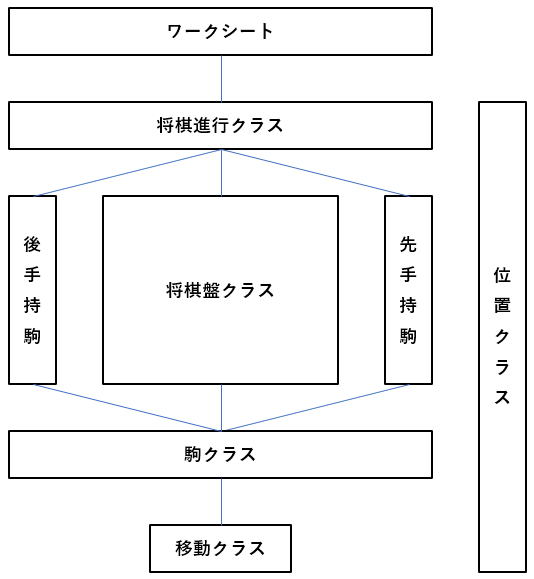 ワークシート
将棋進行クラス
後手持駒
将棋盤クラス
先手持駒
位置クラス
駒クラス
移動クラス